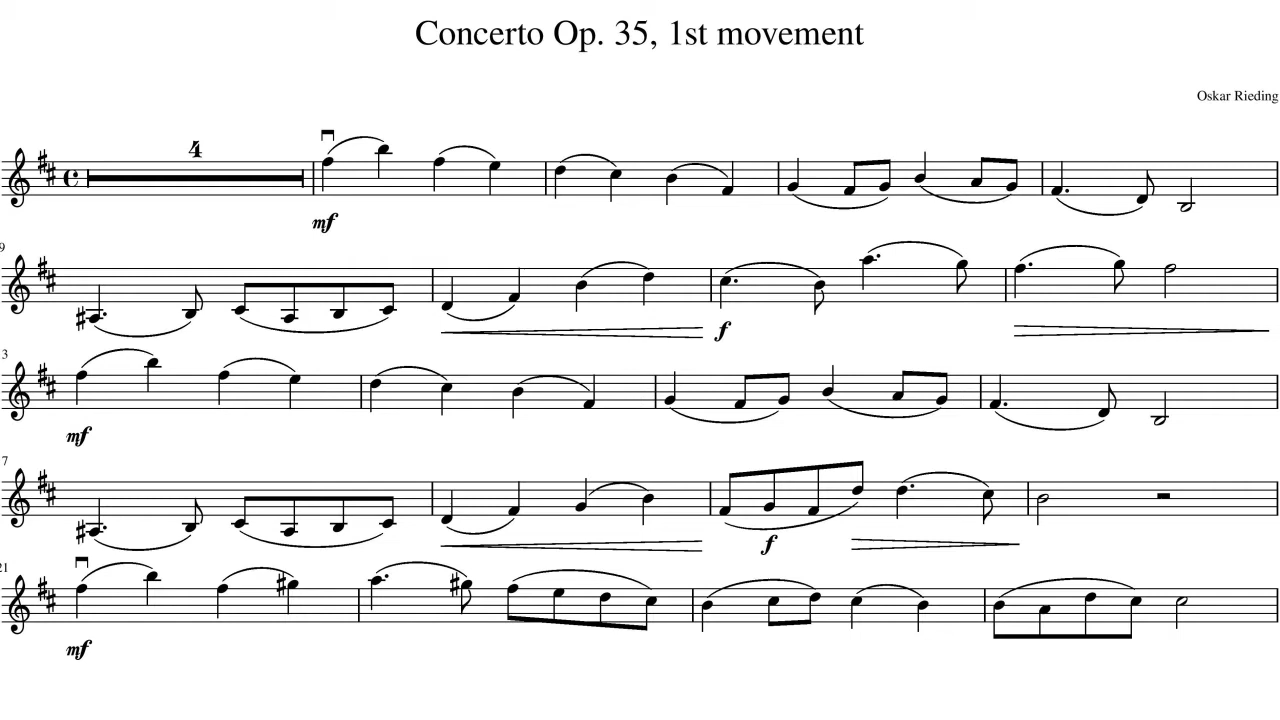 Concerto Op. 35, 1st movement
Oskar Rieding
4
mf
9
f
3
mf
7
f
21
mf